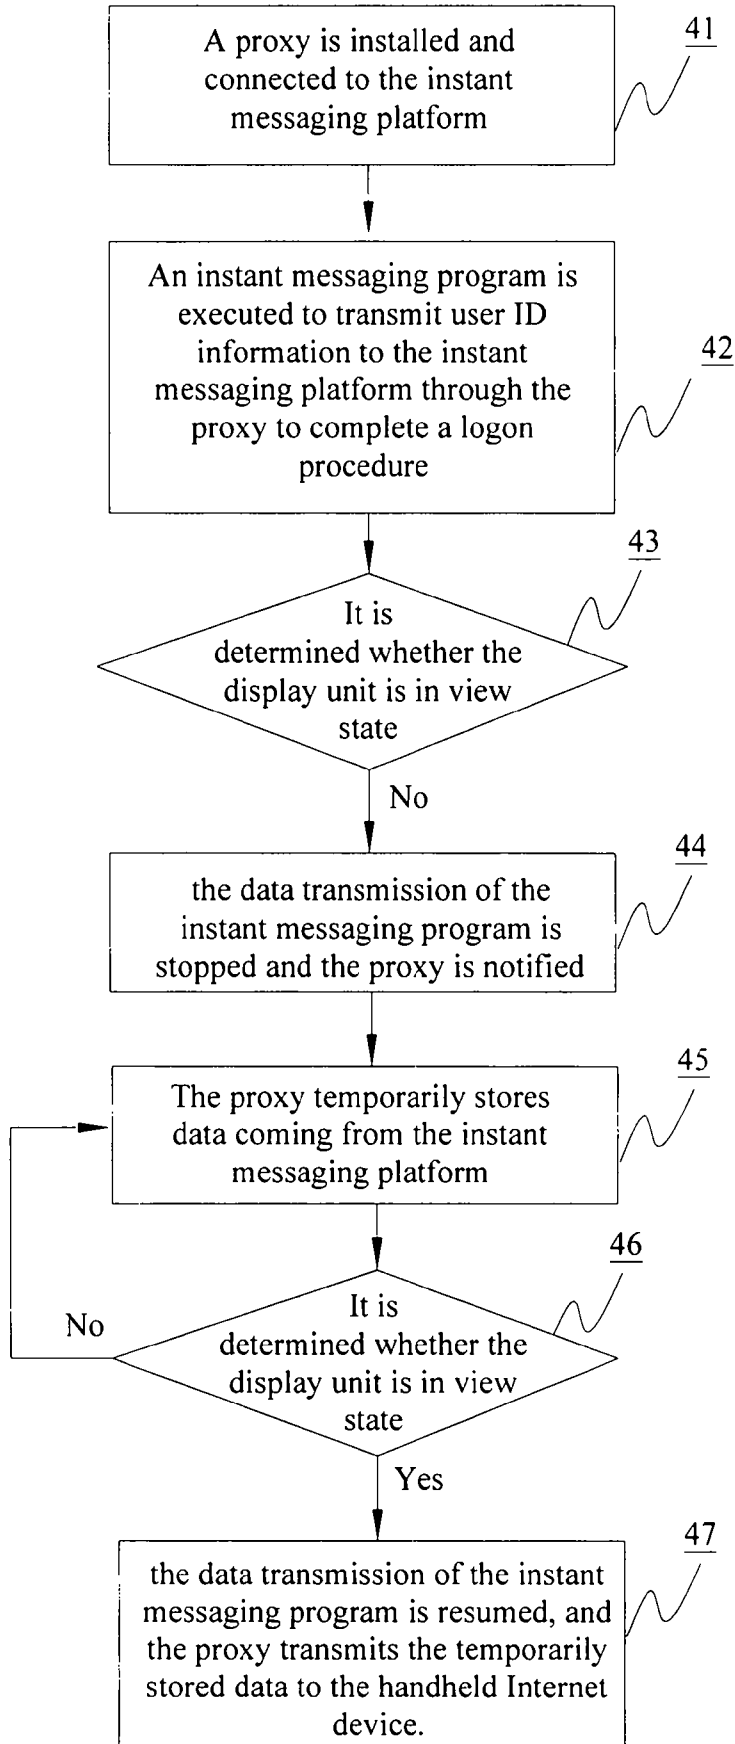 A proxy is installed and
connected to the instant
messaging platform
41
An instant messaging program is
executed to transmit user ID
information to the instant
messaging platform through the
proxy to complete a logon
procedure
42
43
It is
determined whether the
display unit is in view
state
No
44
the data transmission of the
instant messaging program is
stopped and the proxy is notified
45
The proxy temporarily stores
data coming from the instant
messaging platform
46
No
It is
determined whether the
display unit is in view
state
Yes
47
the data transmission of the instant
messaging program is resumed, and
the proxy transmits the temporarily
stored data to the handheld Internet
device.